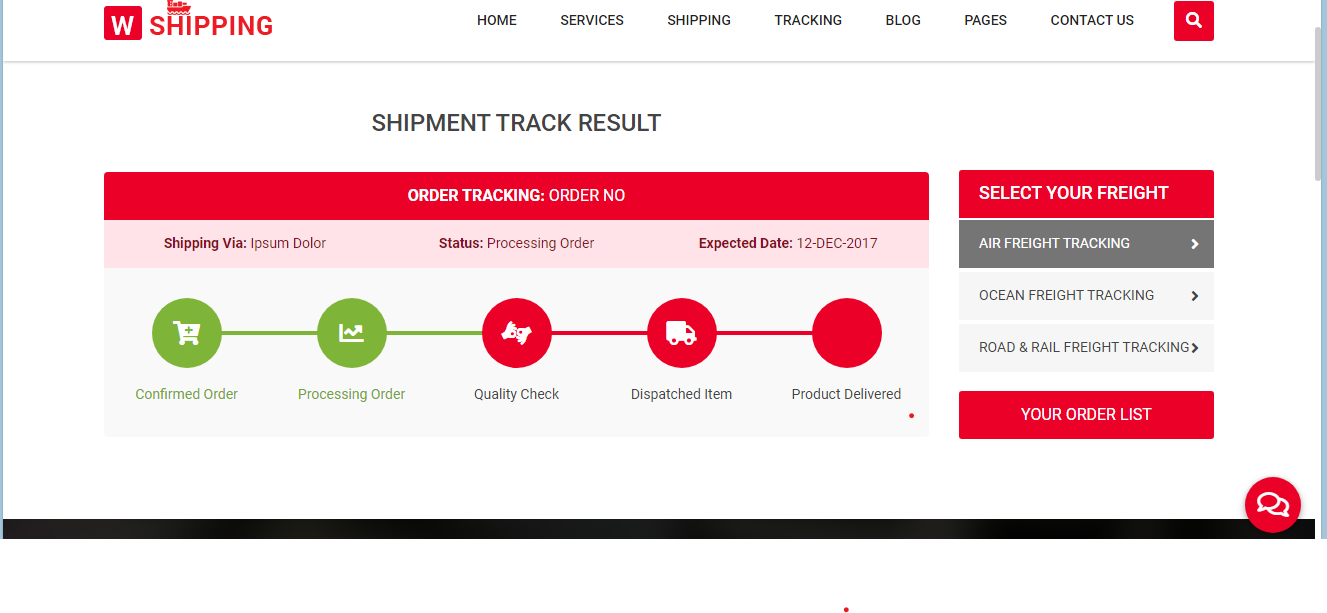 W SHIPPING
HOME SERVICES SHIPPING TRACKING BLOG PAGES CONTACT US
SHIPMENT TRACK RESULT
ORDER TRACKING: ORDER NO
Shipping Via: Ipsum Dolor Status: Processing Order Expected Date: 12-DEC-2017
Confirmed Order Processing Order Quality Check Dispatched Item Product Delivered
SELECT YOUR FREIGHT
AIR FREIGHT TRACKING
OCEAN FREIGHT TRACKING
ROAD & RAIL FREIGHT TRACKING
YOUR ORDER LIST